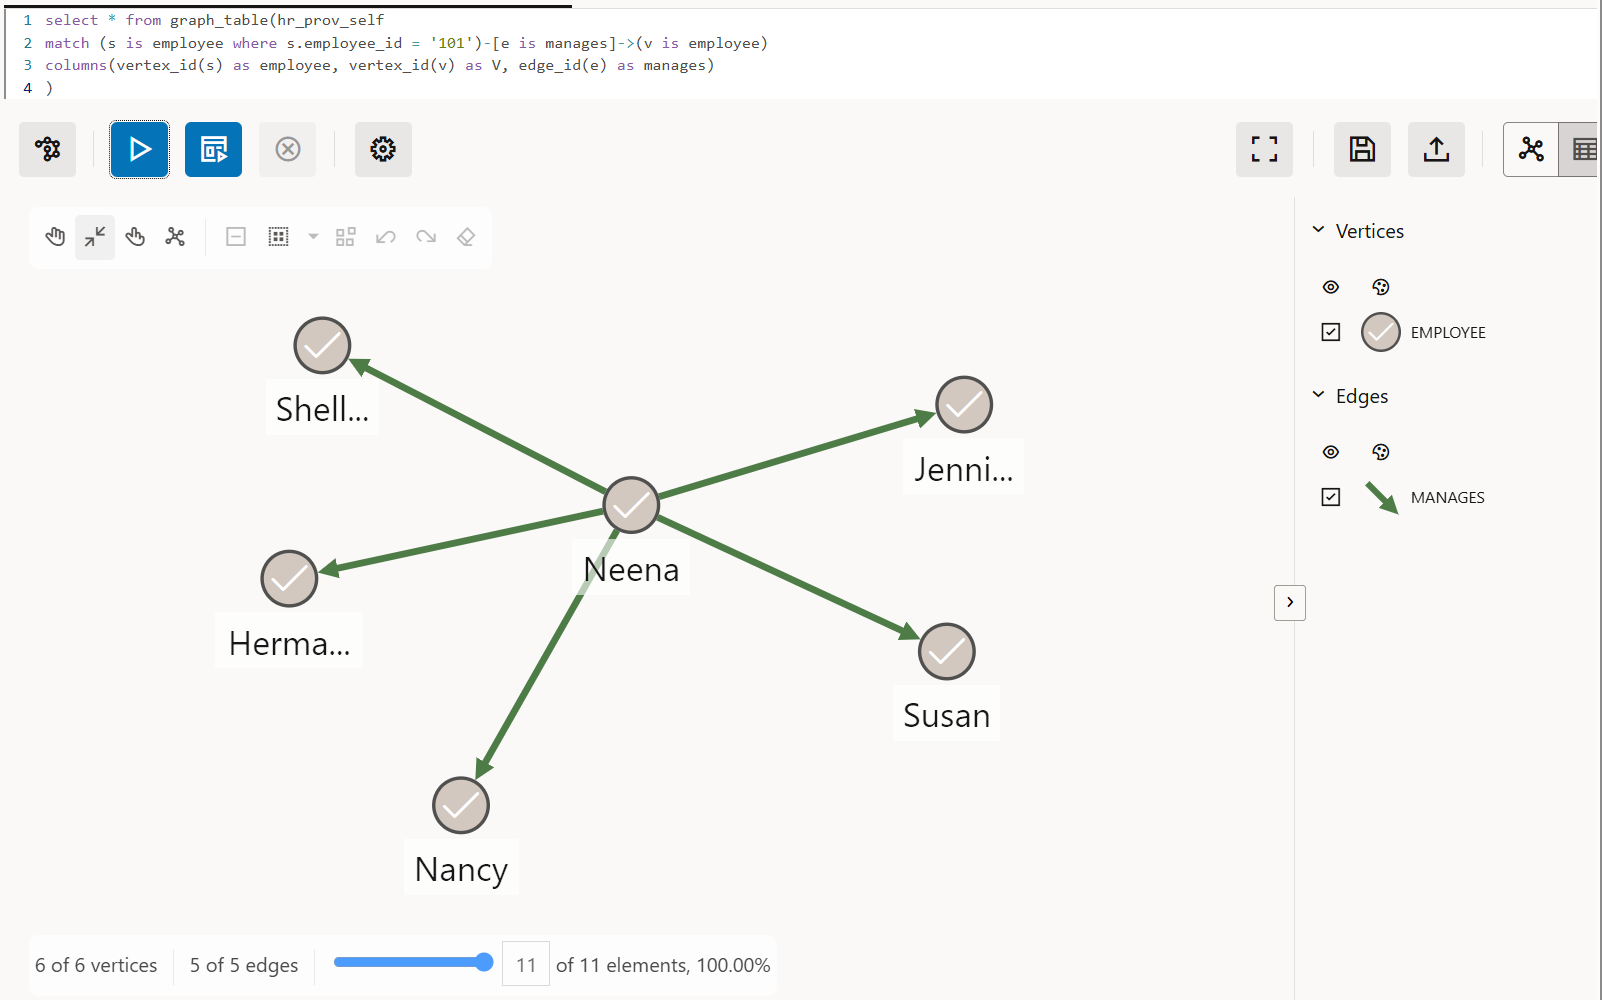 1 select * from graph_table(hr_prov_self
2 match (s is employee where s.employee_id = '101')-[e is manages]->(v is employee)
3 columns(vertex_id(s) as employee, vertex_id(v) as V, edge_id(e) as manages)
4 )
Vertices
EMPLOYEE
Edges
MANAGES
Shell...
Jenni...
Neena
Herma...
Susan
Nancy
6 of 6 vertices 5 of 5 edges 11 of 11 elements, 100.00%